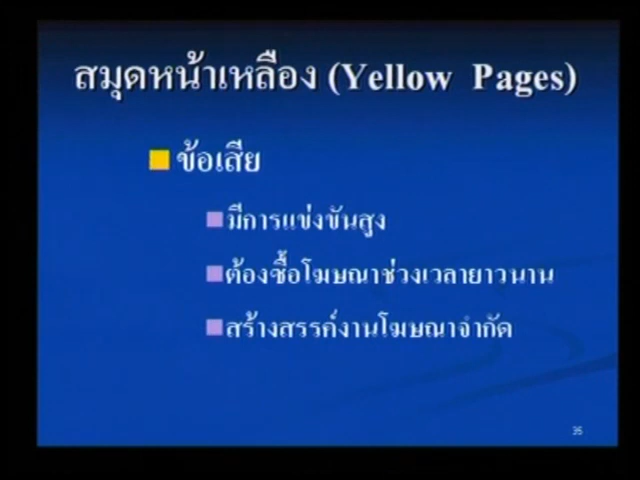 สมุดหน้าเหลือง (Yellow Pages)
ข้อเสีย
มีการแข่งขันสูง
ต้องซื้อโฆษณาช่วงเวลายาวนาน
สร้างสรรค์งานโฆษณาจำกัด
35